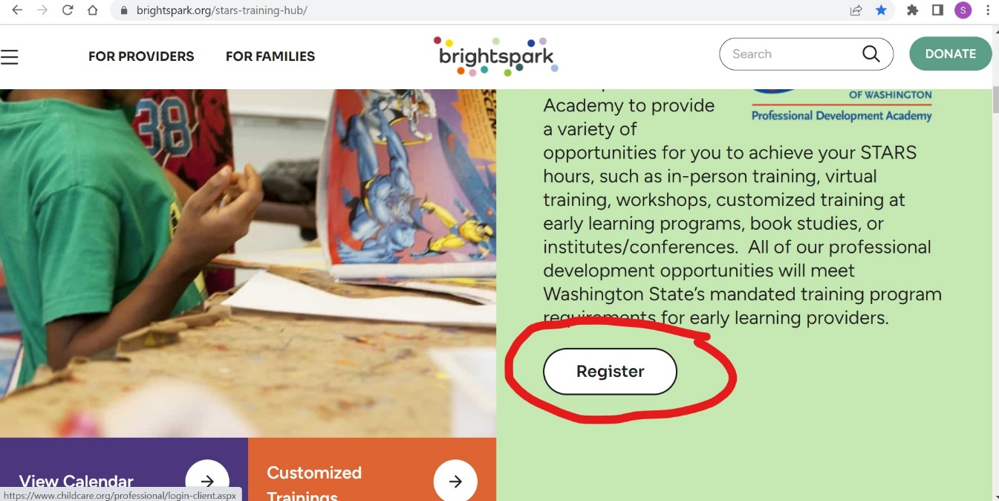 brightspark.org/stars-training-hub/
S
FOR PROVIDERS
FOR FAMILIES
brightspark
Search
DONATE
38
OF WASHINGTON
Professional Development Academy
Academy to provide
a variety of
opportunities for you to achieve your STARS
hours, such as in-person training, virtual
training, workshops, customized training at
early learning programs, book studies, or
institutes/conferences. All of our professional
development opportunities will meet
Washington State’s mandated training program
requirements for early learning providers.
Register
View Calendar
Customized
Trainings
https://www.childcare.org/professional/login-client.aspx